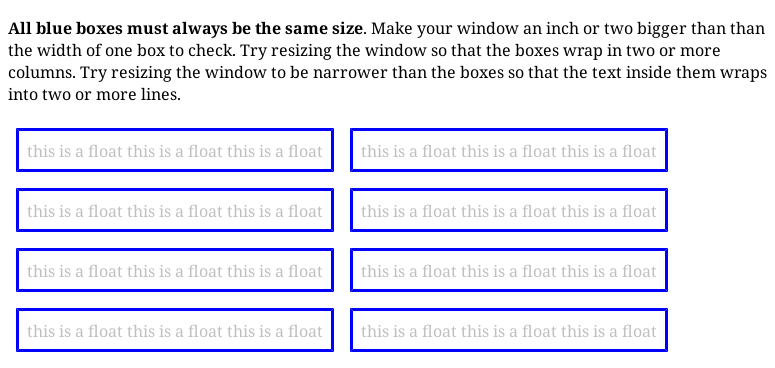 All blue boxes must always be the same size. Make your window an inch or two bigger than than
the width of one box to check. Try resizing the window so that the boxes wrap in two or more
columns. Try resizing the window to be narrower than the boxes so that the text inside them wraps
into two or more lines.
this is a float this is a float this is a float
this is a float this is a float this is a float
this is a float this is a float this is a float
this is a float this is a float this is a float
this is a float this is a float this is a float
this is a float this is a float this is a float
this is a float this is a float this is a float
this is a float this is a float this is a float